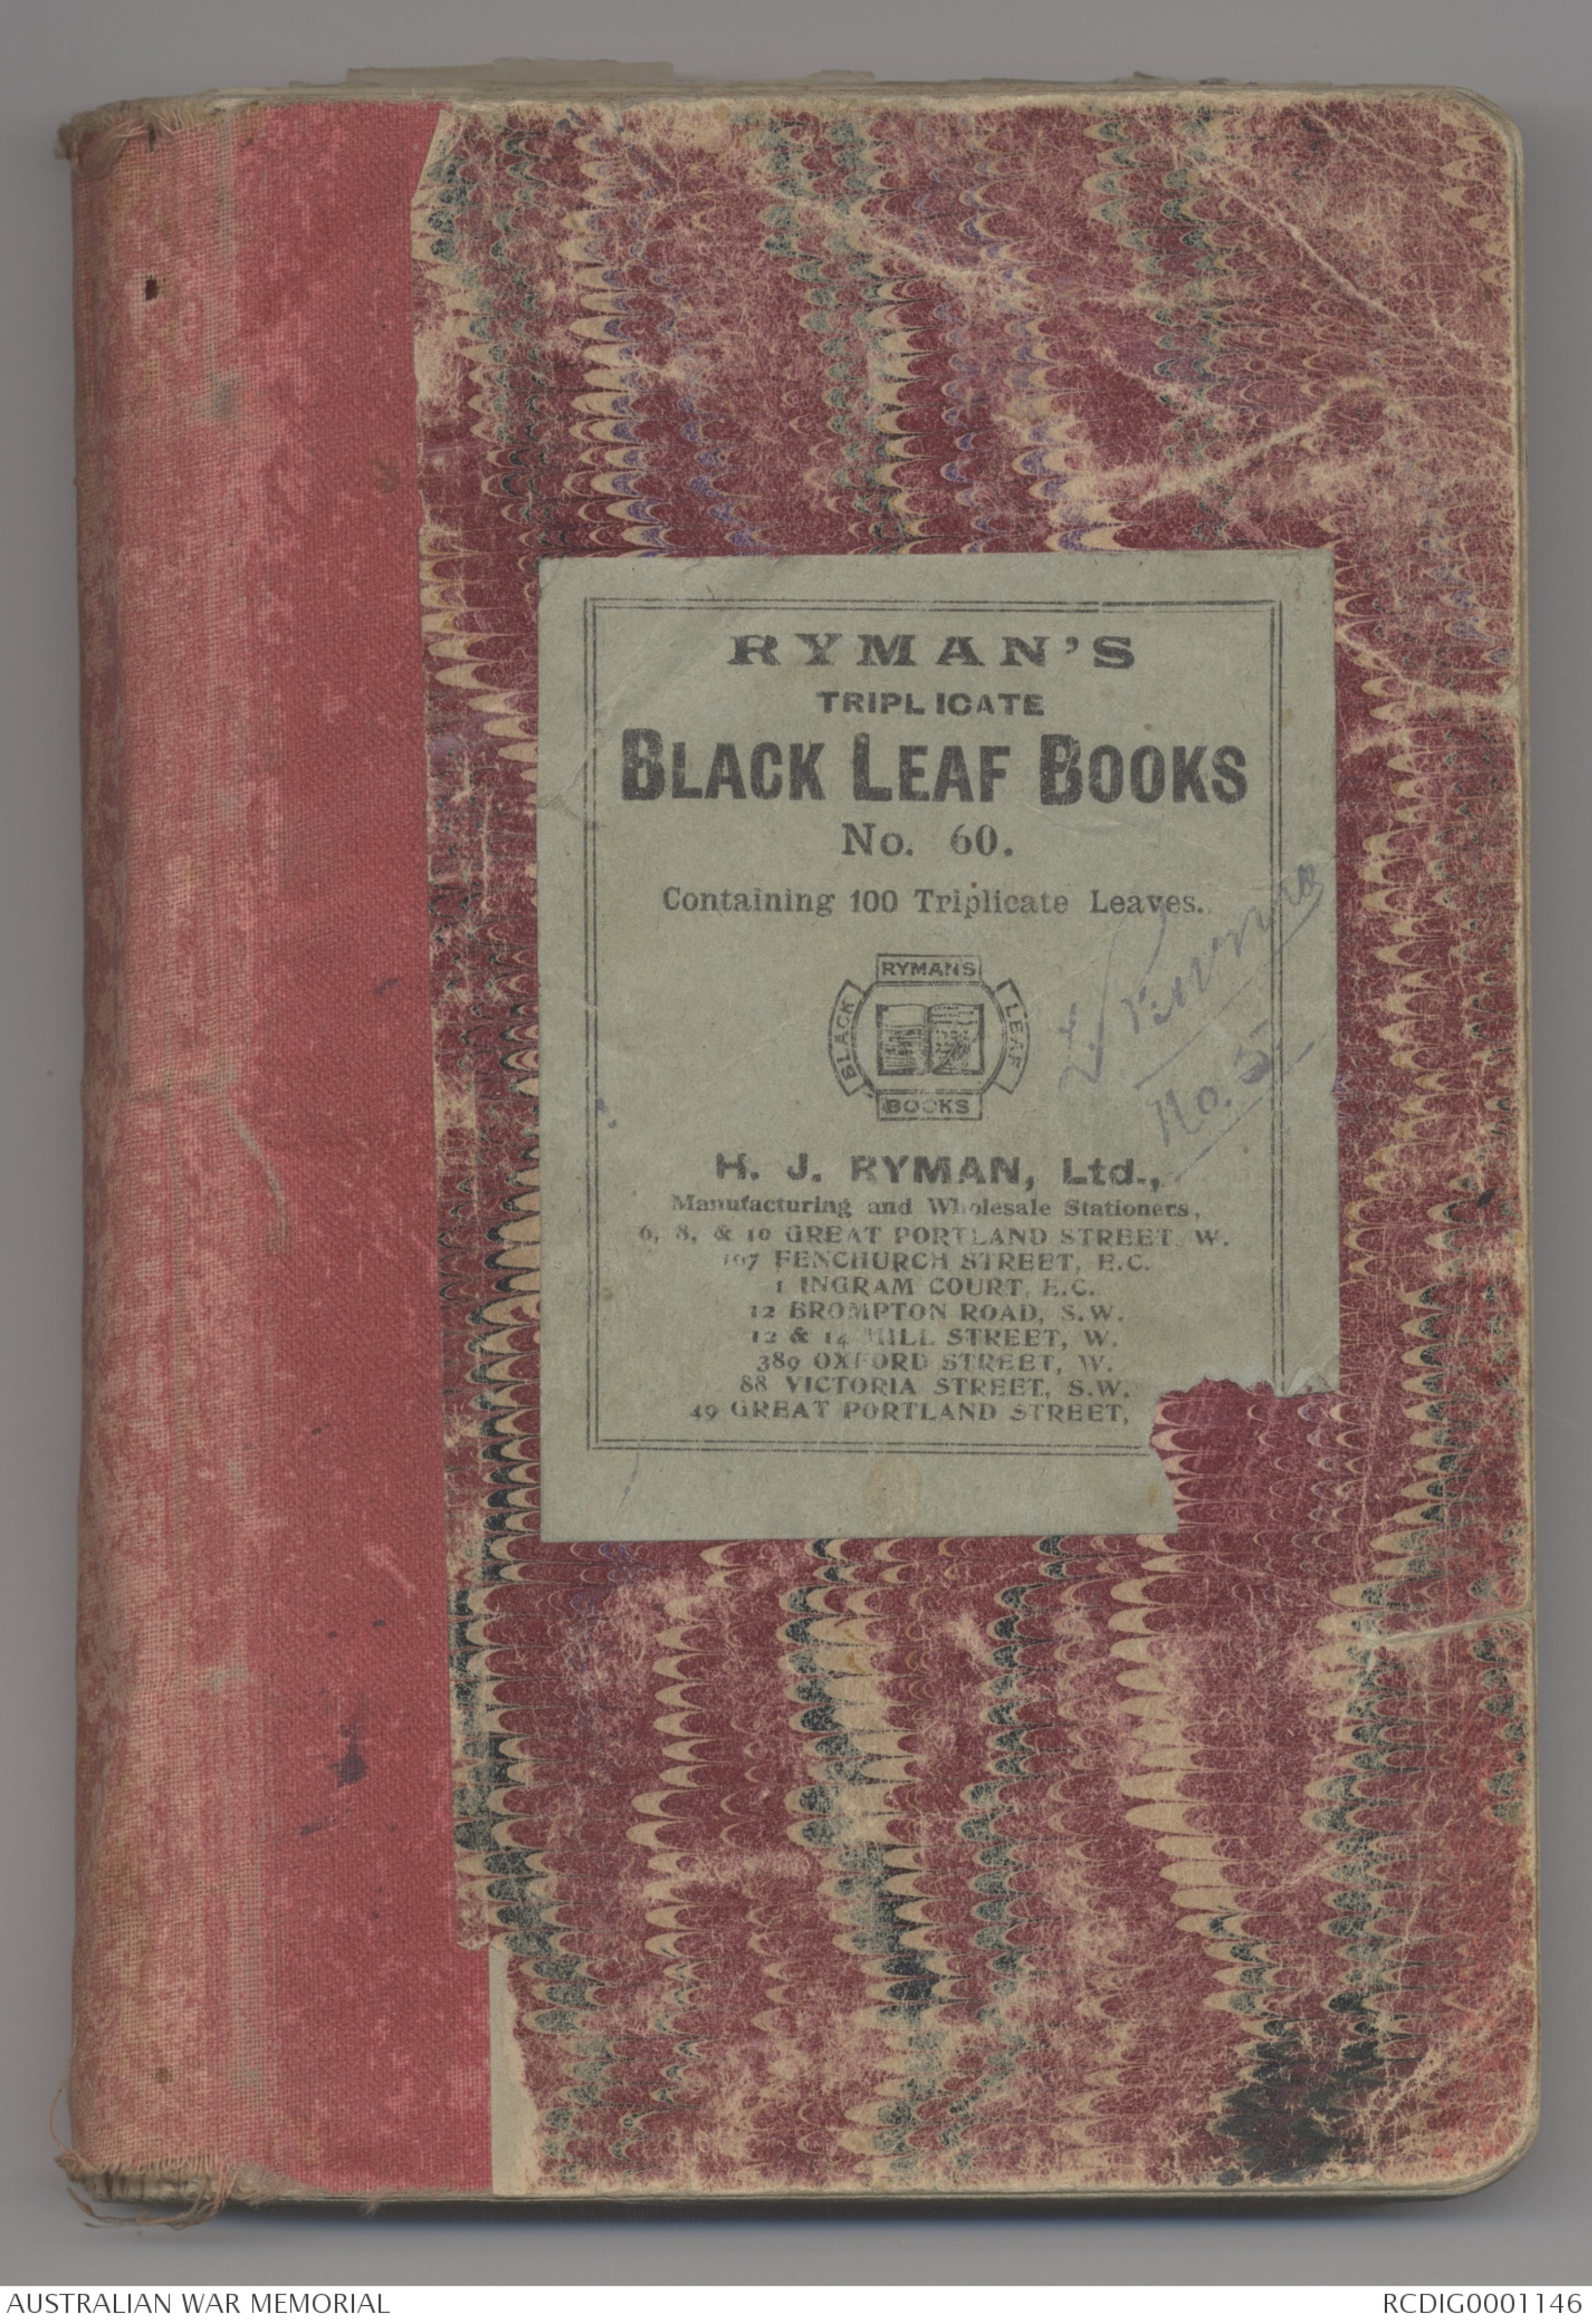 RYMAN'S
TRIPLICATE
BLACK LEAF BOOKS
No. 60.
Containing 100 Triplicate Leaves.
RYMAN'S
BLACK
LEAF
BOOKS
No. 5
H. J. RYMAN, Ltd.,
Manufacturing and Wholesale Stationers,
6, 8, & 10 GREAT PORTLAND STREET, W.
107 FENCHURCH STREET, E.C.
1 INGRAM COURT, E.C.
12 BROMPTON ROAD, S.W.
12 & 14 MILL STREET, W.
389 OXFORD STREET, W.
88 VICTORIA STREET, S.W.
49 GREAT PORTLAND STREET,
AUSTRALIAN WAR MEMORIAL
RCDIG0001146